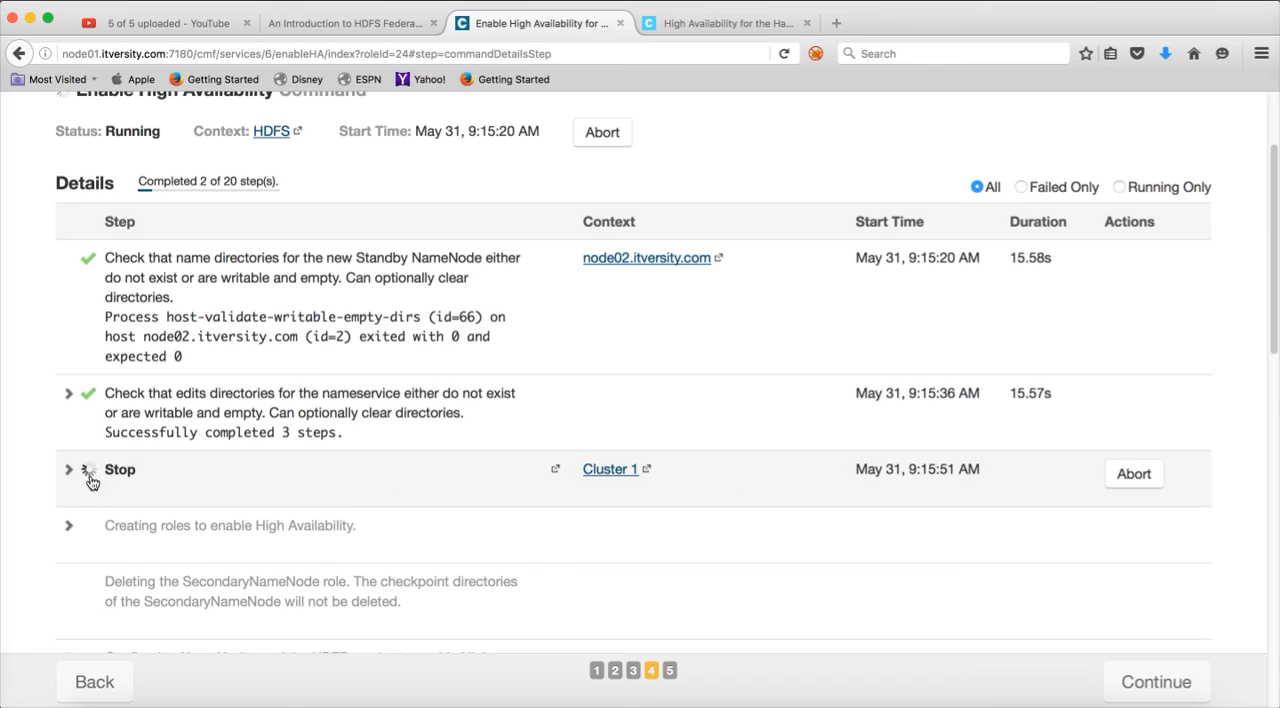 5 of 5 uploaded - YouTube
An Introduction to HDFS Federa...
Enable High Availability for ...
High Availability for the Ha...
node01.itversity.com:7180/cmf/services/6/enableHA/index?roleId=24#step=commandDetailsStep
Search
Most Visited
Apple
Getting Started
Disney
ESPN
Yahoo!
Getting Started
Enable High Availability Command
Status: Running Context: HDFS Start Time: May 31, 9:15:20 AM Abort
Details Completed 2 of 20 step(s). All Failed Only Running Only
Step Context Start Time Duration Actions
Check that name directories for the new Standby NameNode either node02.itversity.com May 31, 9:15:20 AM 15.58s
do not exist or are writable and empty. Can optionally clear
directories.
Process host-validate-writable-empty-dirs (id=66) on
host node02.itversity.com (id=2) exited with 0 and
expected 0
Check that edits directories for the nameservice either do not exist May 31, 9:15:36 AM 15.57s
or are writable and empty. Can optionally clear directories.
Successfully completed 3 steps.
Stop Cluster 1 May 31, 9:15:51 AM Abort
Creating roles to enable High Availability.
Deleting the SecondaryNameNode role. The checkpoint directories
of the SecondaryNameNode will not be deleted.
Back 1 2 3 4 5 Continue